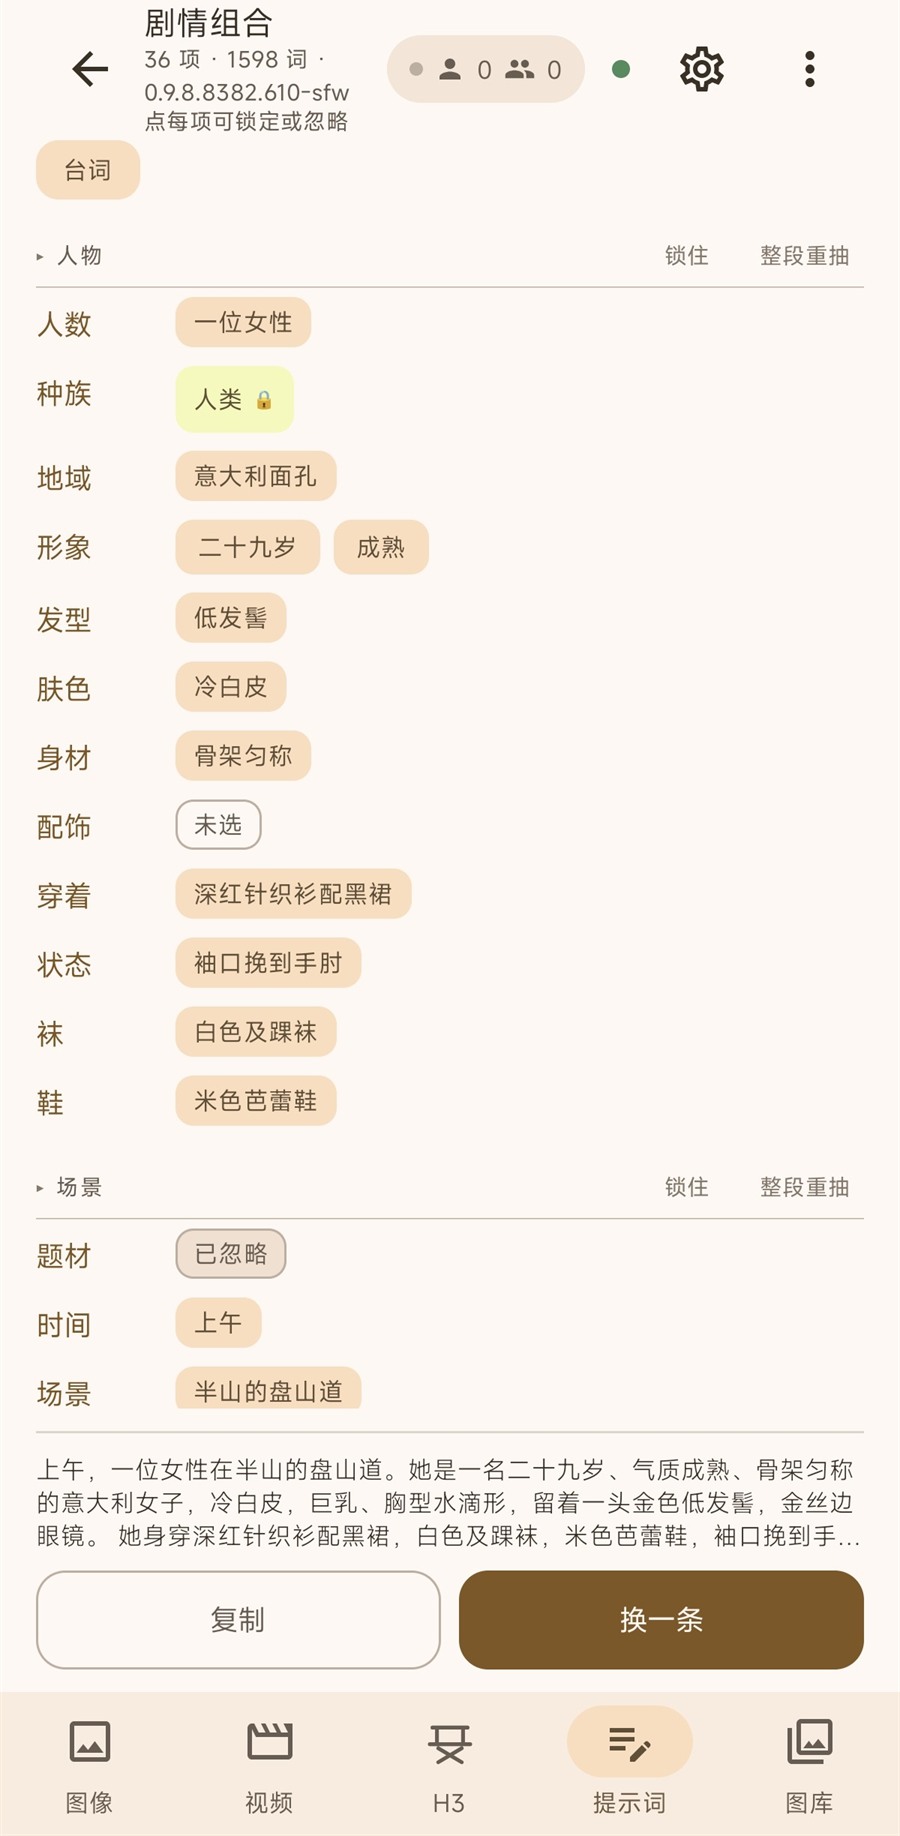 剧情组合
36 项 · 1598 词 ·
0.9.8.8382.610-sfw
点每项可锁定或忽略
0 0
台词
人物 锁住 整段重抽
人数 一位女性
种族 人类
地域 意大利面孔
形象 二十九岁 成熟
发型 低发髻
肤色 冷白皮
身材 骨架匀称
配饰 未选
穿着 深红针织衫配黑裙
状态 袖口挽到手肘
袜 白色及踝袜
鞋 米色芭蕾鞋
场景 锁住 整段重抽
题材 已忽略
时间 上午
场景 半山的盘山道
上午，一位女性在半山的盘山道。她是一名二十九岁、气质成熟、骨架匀称
的意大利女子，冷白皮，巨乳、胸型水滴形，留着一头金色低发髻，金丝边
眼镜。 她身穿深红针织衫配黑裙，白色及踝袜，米色芭蕾鞋，袖口挽到手...
复制 换一条
图像 视频 H3 提示词 图库